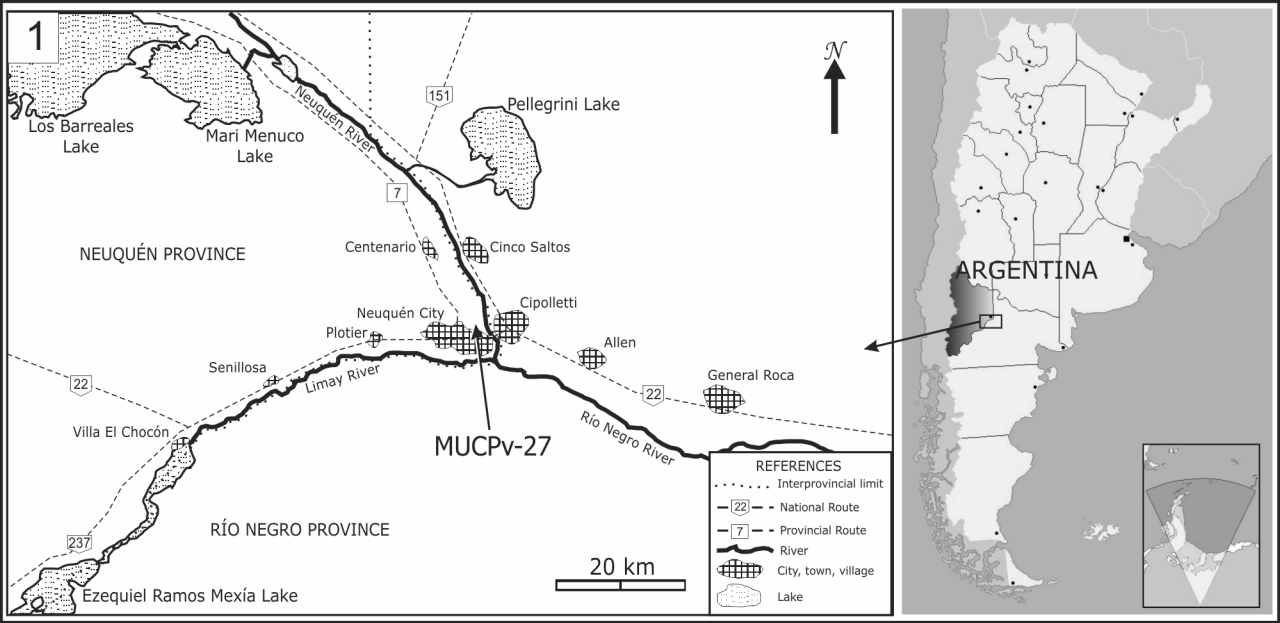 1
N
151
Pellegrini Lake
Los Barreales
Lake
Mari Menuco
Lake
Neuquén River
7
NEUQUÉN PROVINCE
Centenario
Cinco Saltos
Neuquén City
Cipolletti
Plotier
Allen
Senillosa
Limay River
22
General Roca
22
Villa El Chocón
Río Negro River
MUCPv-27
RÍO NEGRO PROVINCE
237
Ezequiel Ramos Mexía Lake
20 km
REFERENCES
Interprovincial limit
22 National Route
7 Provincial Route
River
City, town, village
Lake
ARGENTINA